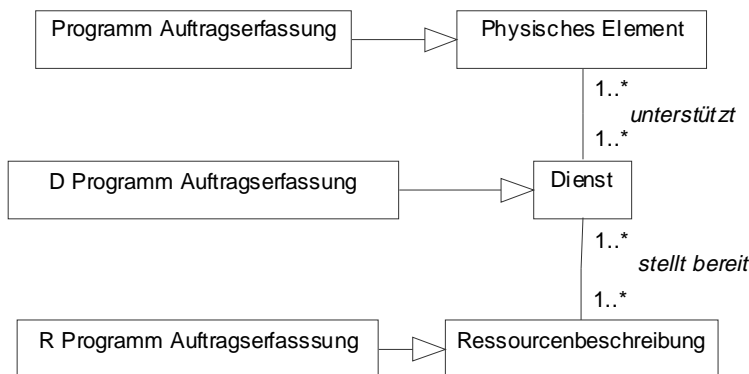 Programm Auftragserfassung
Physisches Element
1..*
unterstützt
1..*
D Programm Auftragserfassung
Dienst
1..*
stellt bereit
1..*
R Programm Auftragserfasssung
Ressourcenbeschreibung